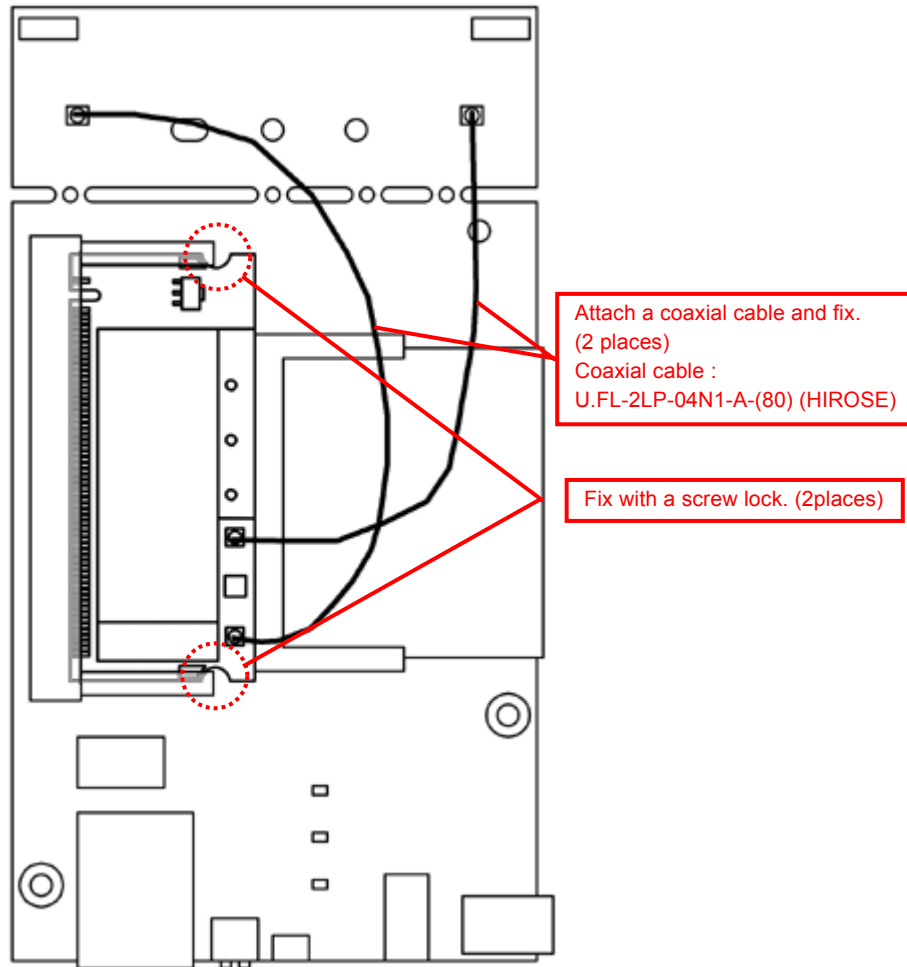 Attach a coaxial cable and fix.
(2 places)
Coaxial cable :
U.FL-2LP-04N1-A-(80) (HIROSE)
Fix with a screw lock. (2places)